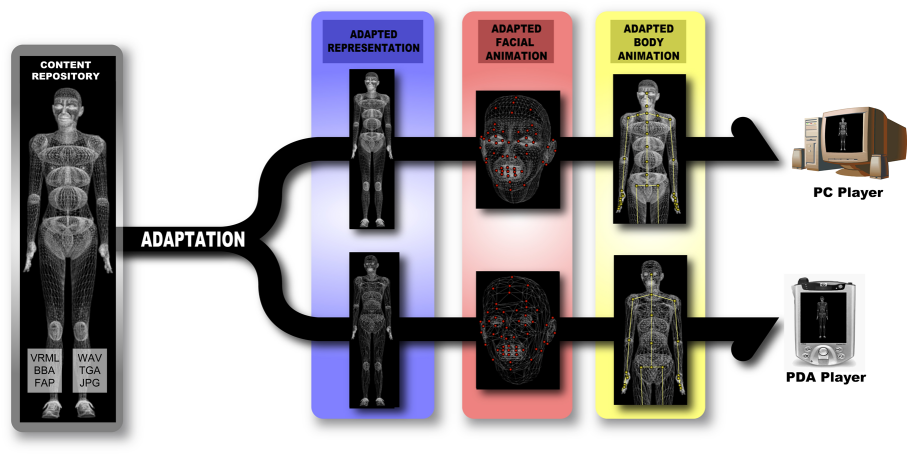 CONTENT
REPOSITORY
VRML
BBA
FAP
WAV
TGA
JPG
ADAPTATION
ADAPTED
REPRESENTATION
ADAPTED
FACIAL
ANIMATION
ADAPTED
BODY
ANIMATION
PC Player
PDA Player